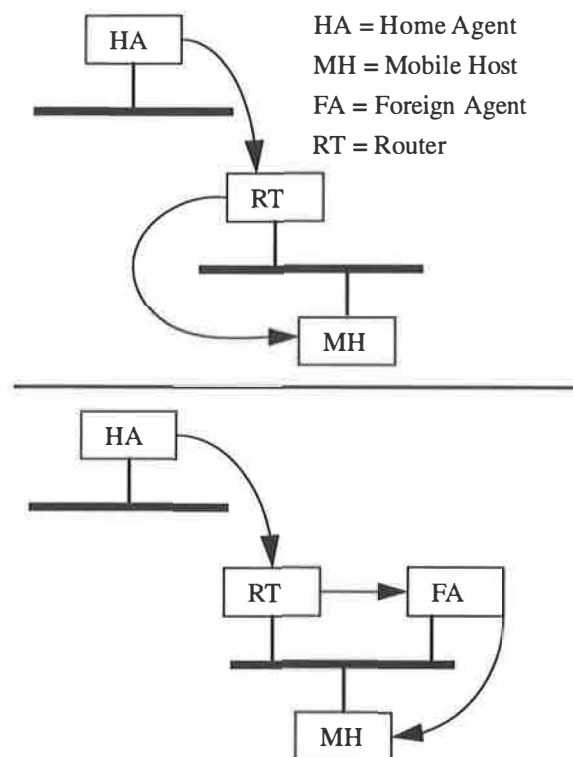 HA
HA = Home Agent
MH = Mobile Host
FA = Foreign Agent
RT = Router
RT
MH
HA
RT
FA
MH